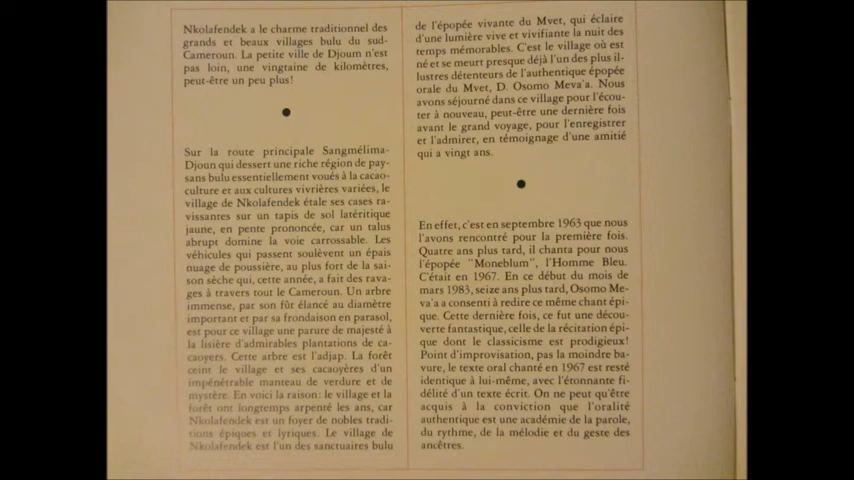 Nkolafendek a le charme traditionnel des
grands et beaux villages bulu du sud-
Cameroun. La petite ville de Djoum n'est
pas loin, une vingtaine de kilomètres,
peut-être un peu plus!
Sur la route principale Sangmélima-
Djoun qui dessert une riche région de pay-
sans bulu essentiellement voués à la cacao-
culture et aux cultures vivrières variées, le
village de Nkolafendek étale ses cases ra-
vissantes sur un tapis de sol latéritique
jaune, en pente prononcée, car un talus
abrupt domine la voie carrossable. Les
véhicules qui passent soulèvent un épais
nuage de poussière, au plus fort de la sai-
son sèche qui, cette année, a fait des rava-
ges à travers tout le Cameroun. Un arbre
immense, par son fût élancé au diamètre
important et par sa frondaison en parasol,
est pour ce village une parure de majesté à
la lisière d'admirables plantations de ca-
caoyers. Cette arbre est l'adjap. La forêt
ceint le village et ses cacaoyères d'un
impénétrable manteau de verdure et de
mystère. En voici la raison: le village et la
forêt ont longtemps arpenté les ans, car
Nkolafendek est un foyer de nobles tradi-
tions épiques et lyriques. Le village de
Nkolafendek est l'un des sanctuaires bulu
de l'épopée vivante du Mvet, qui éclaire
d'une lumière vive et vivifiante la nuit des
temps mémorables. C'est le village où est
né et se meurt presque déjà l'un des plus il-
lustres détenteurs de l'authentique épopée
orale du Mvet, D. Osomo Meva'a. Nous
avons séjourné dans ce village pour l'écou-
ter à nouveau, peut-être une dernière fois
avant le grand voyage, pour l'enregistrer
et l'admirer, en témoignage d'une amitié
qui a vingt ans.
En effet, c'est en septembre 1963 que nous
l'avons rencontré pour la première fois.
Quatre ans plus tard, il chanta pour nous
l'épopée "Moneblum", l'Homme Bleu.
C'était en 1967. En ce début du mois de
mars 1983, seize ans plus tard, Osomo Me-
va'a a consenti à redire ce même chant épi-
que. Cette dernière fois, ce fut une décou-
verte fantastique, celle de la récitation épi-
que dont le classicisme est prodigieux!
Point d'improvisation, pas la moindre ba-
vure, le texte oral chanté en 1967 est resté
identique à lui-même, avec l'étonnante fi-
délité d'un texte écrit. On ne peut qu'être
acquis à la conviction que l'oralité
authentique est une académie de la parole,
du rythme, de la mélodie et du geste des
ancêtres.